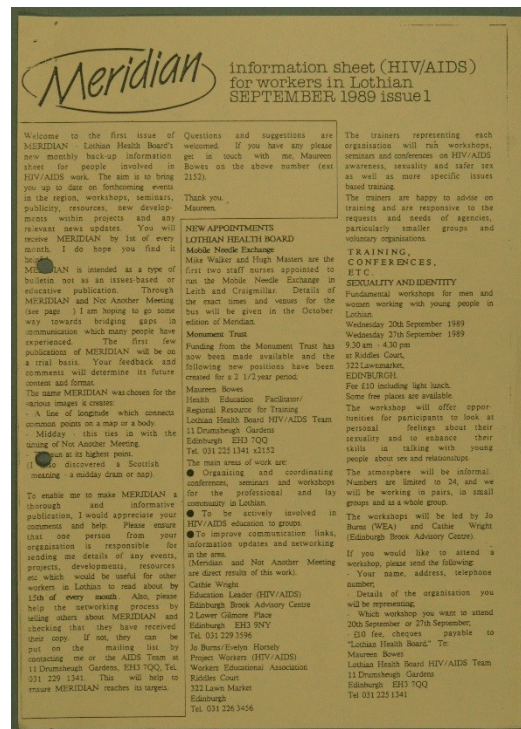 Meridian
information sheet (HIV/AIDS)
for workers in Lothian
SEPTEMBER 1989 issue 1
Welcome to the first issue of
MERIDIAN - Lothian Health Board's
new monthly back-up information
sheet for people involved in
HIV/AIDS work. The aim is to bring
you up to date on forthcoming events
in the region, workshops, seminars,
publicity, resources, new develop-
ments within projects and any
relevant news updates. You will
receive MERIDIAN by 1st of every
month. I do hope you find it
MERIDIAN is intended as a type of
bulletin not as an issues-based or
educative publication. Through
MERIDIAN and Not Another Meeting
(see page ) I am hoping to go some
way towards bridging gaps in
communication which many people have
experienced. The first few
publications of MERIDIAN will be on
a trial basis. Your feedback and
comments will determine its future
content and format.
The name MERIDIAN was chosen for the
various images it creates:
- A line of longitude which connects
common points on a map or a body.
- Midday - this ties in with the
timing of Not Another Meeting.
- The sun at its highest point.
(I also discovered a Scottish
meaning - a midday dram or nap).
To enable me to make MERIDIAN a
thorough and informative
publication, I would appreciate your
comments and help. Please ensure
that one person from your
organisation is responsible for
sending me details of any events,
projects, developments, resources
etc which would be useful for other
workers in Lothian to read about by
15th of every month. Also, please
help the networking process by
telling others about MERIDIAN and
checking that they have received
their copy. If not, they can be
put on the mailing list by
contacting me or the AIDS Team at
11 Drumsheugh Gardens, EH3 7QQ, Tel.
031 229 1341. This will help to
ensure MERIDIAN reaches its targets.
Questions and suggestions are
welcomed. If you have any please
get in touch with me, Maureen
Bowes on the above number (ext
2152).
Thank you.
Maureen.
NEW APPOINTMENTS
LOTHIAN HEALTH BOARD
Mobile Needle Exchange
Mike Walker and Hugh Masters are the
first two staff nurses appointed to
run the Mobile Needle Exchange in
Leith and Craigmillar. Details of
the exact times and venues for the
bus will be given in the October
edition of Meridian.
Monument Trust
Funding from the Monument Trust has
now been made available and the
following new positions have been
created for a 2 1/2 year period;
Maureen Bowes
Health Education Facilitator/
Regional Resource for Training
Lothian Health Board HIV/AIDS Team
11 Drumsheugh Gardens
Edinburgh EH3 7QQ
Tel. 031 225 1341 x2152
The main areas of work are:
● Organising and coordinating
conferences, seminars and workshops
for the professional and lay
community in Lothian.
● To be actively involved in
HIV/AIDS education to groups.
● To improve communication links,
information updates and networking
in the area.
(Meridian and Not Another Meeting
are direct results of this work).
Cathie Wright
Education Leader (HIV/AIDS)
Edinburgh Brook Advisory Centre
2 Lower Gilmore Place
Edinburgh EH3 9NY
Tel. 031 229 3596
Jo Burns/Evelyn Horsely
Project Workers (HIV/AIDS)
Workers Educational Association
Riddles Court
322 Lawn Market
Edinburgh
Tel. 031 226 3456
The trainers representing each
organisation will run workshops,
seminars and conferences on HIV/AIDS
awareness, sexuality and safer sex
as well as more specific issues
based training.
The trainers are happy to advise on
training and are responsive to the
requests and needs of agencies,
particularly smaller groups and
voluntary organisations.
TRAINING,
CONFERENCES,
ETC.
SEXUALITY AND IDENTITY
Fundamental workshops for men and
women working with young people in
Lothian.
Wednesday 20th September 1989
Wednesday 27th September 1989
9.30 am - 4.30 pm
at Riddles Court,
322 Lawnmarket,
EDINBURGH.
Fee £10 including light lunch.
Some free places are available.
The workshop will offer oppor-
tunities for participants to look at
personal feelings about their
sexuality and to enhance their
skills in talking with young
people about sex and relationships.
The atmosphere will be informal.
Numbers are limited to 24, and we
will be working in pairs, in small
groups and as a whole group.
The workshops will be led by Jo
Burns (WEA) and Cathie Wright
(Edinburgh Brook Advisory Centre).
If you would like to attend a
workshop, please send the following:
- Your name, address, telephone
number;
- Details of the organisation you
will be representing;
- Which workshop you want to attend
20th September or 27th September;
- £10 fee, cheques payable to
"Lothian Health Board." To:
Maureen Bowes
Lothian Health Board HIV/AIDS Team
11 Drumsheugh Gardens
Edinburgh EH3 7QQ
Tel 031 225 1341